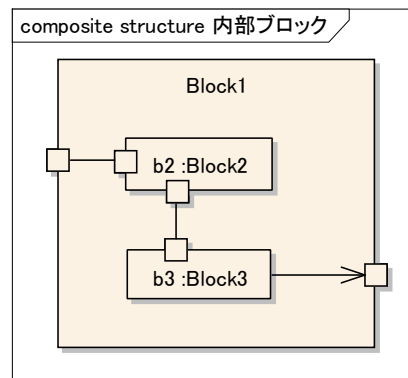 composite structure 内部ブロック
Block1
b2 :Block2
b3 :Block3